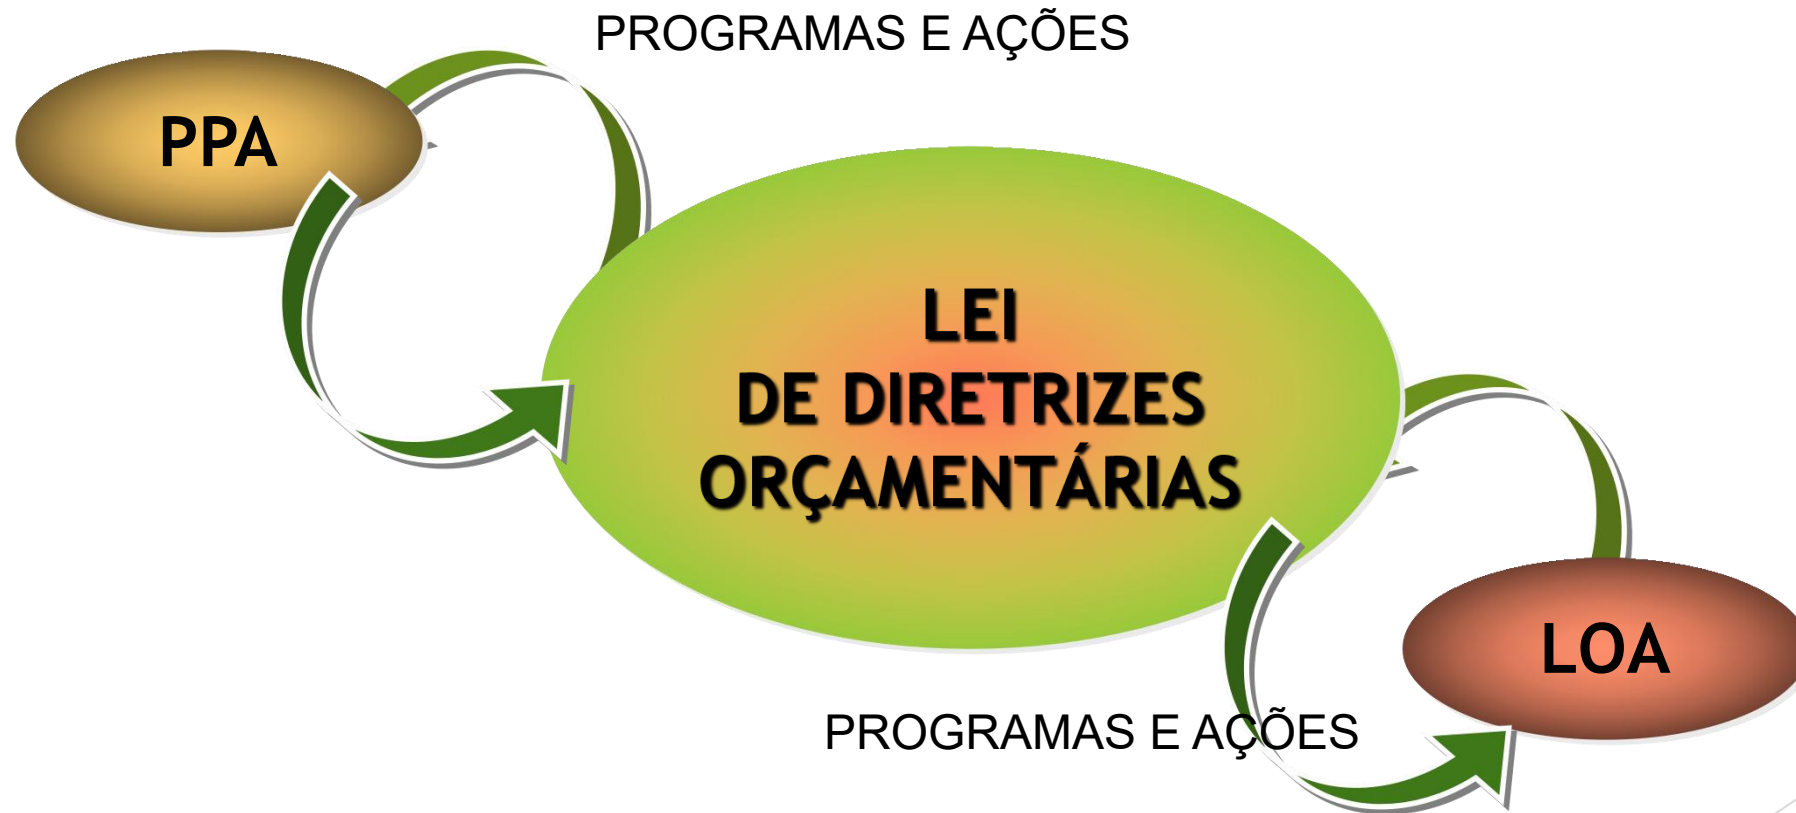 PROGRAMAS E AÇÕES
PPA
LEI
DE DIRETRIZES
ORÇAMENTÁRIAS
LOA
PROGRAMAS E AÇÕES